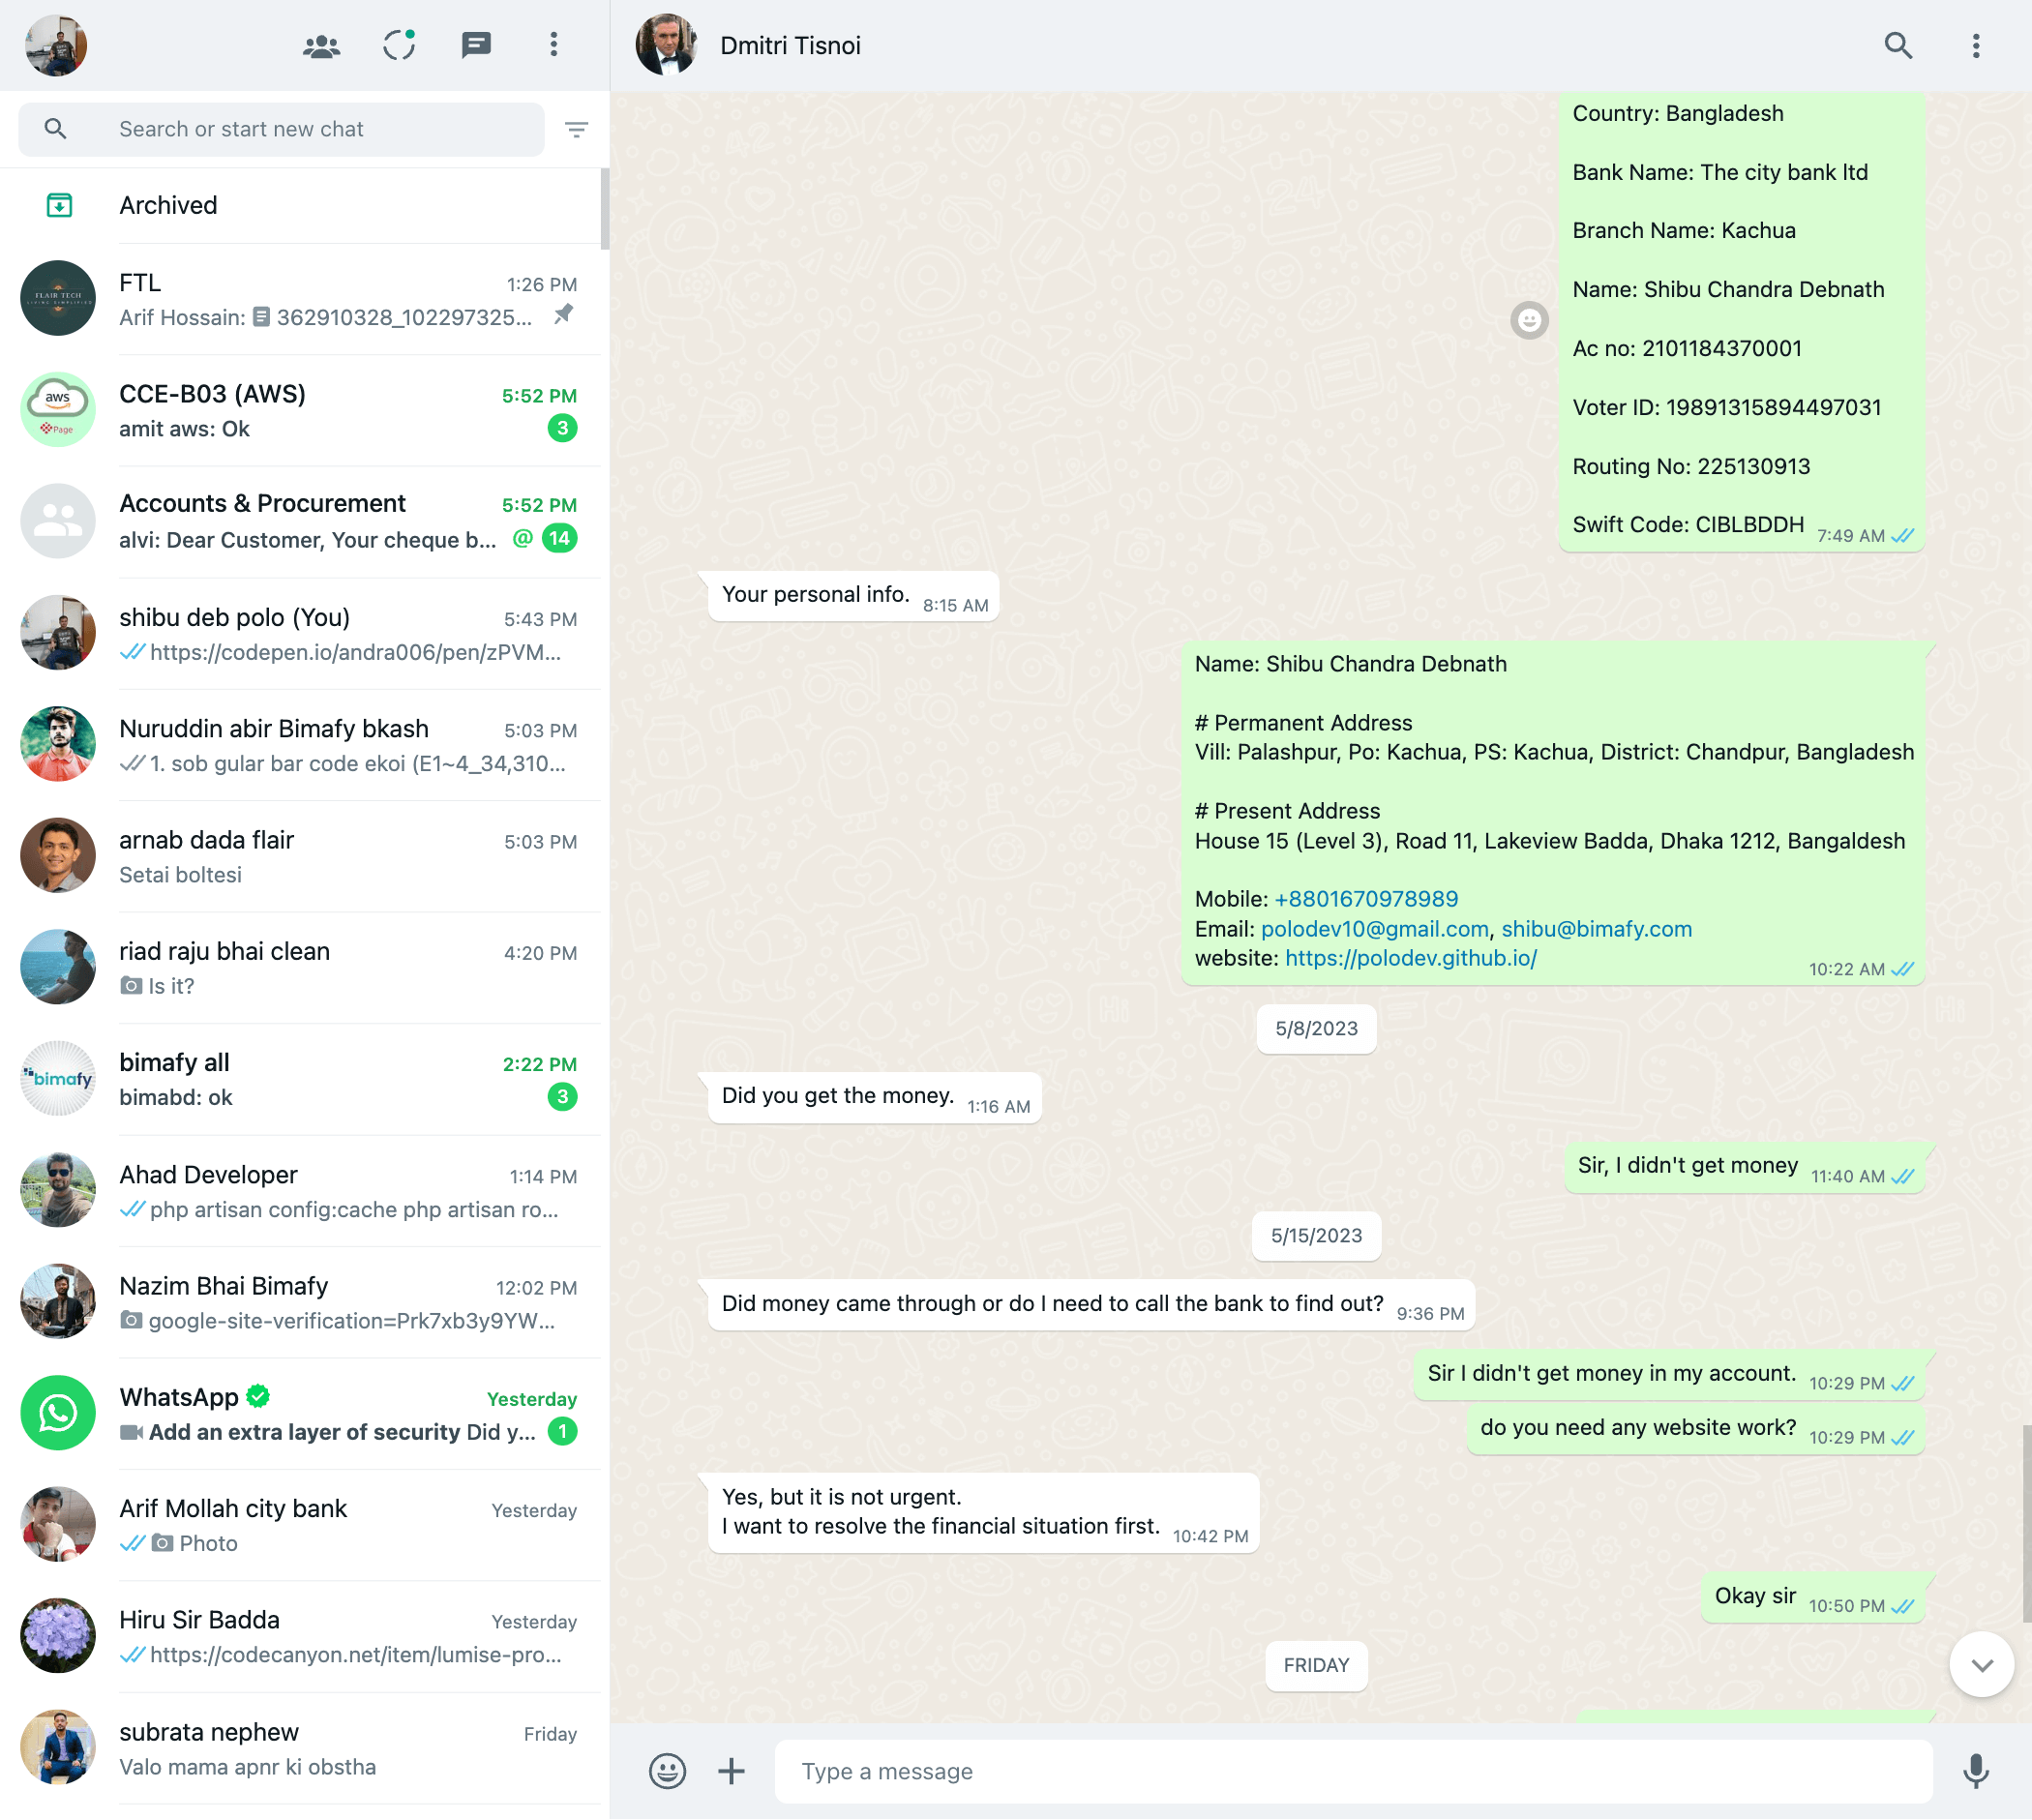 Search or start new chat
Archived
FTL
1:26 PM
Arif Hossain: 362910328_102297325...
CCE-B03 (AWS)
5:52 PM
amit aws: Ok
3
Accounts & Procurement
5:52 PM
alvi: Dear Customer, Your cheque b...
@ 14
shibu deb polo (You)
5:43 PM
https://codepen.io/andra006/pen/zPVM...
Nuruddin abir Bimafy bkash
5:03 PM
1. sob gular bar code ekoi (E1~4_34,310...
arnab dada flair
5:03 PM
Setai boltesi
riad raju bhai clean
4:20 PM
Is it?
bimafy all
2:22 PM
bimabd: ok
3
Ahad Developer
1:14 PM
php artisan config:cache php artisan ro...
Nazim Bhai Bimafy
12:02 PM
google-site-verification=Prk7xb3y9YW...
WhatsApp
Yesterday
Add an extra layer of security Did y...
1
Arif Mollah city bank
Yesterday
Photo
Hiru Sir Badda
Yesterday
https://codecanyon.net/item/lumise-pro...
subrata nephew
Friday
Valo mama apnr ki obstha
FLAIR TECH
aws
Page
bimafy
Dmitri Tisnoi
Country: Bangladesh
Bank Name: The city bank ltd
Branch Name: Kachua
Name: Shibu Chandra Debnath
Ac no: 2101184370001
Voter ID: 19891315894497031
Routing No: 225130913
Swift Code: CIBLBDDH
7:49 AM
Your personal info.
8:15 AM
Name: Shibu Chandra Debnath
# Permanent Address
Vill: Palashpur, Po: Kachua, PS: Kachua, District: Chandpur, Bangladesh
# Present Address
House 15 (Level 3), Road 11, Lakeview Badda, Dhaka 1212, Bangaldesh
Mobile: +8801670978989
Email: polodev10@gmail.com, shibu@bimafy.com
website: https://polodev.github.io/
10:22 AM
5/8/2023
Did you get the money.
1:16 AM
Sir, I didn't get money
11:40 AM
5/15/2023
Did money came through or do I need to call the bank to find out?
9:36 PM
Sir I didn't get money in my account.
10:29 PM
do you need any website work?
10:29 PM
Yes, but it is not urgent.
I want to resolve the financial situation first.
10:42 PM
Okay sir
10:50 PM
FRIDAY
Type a message